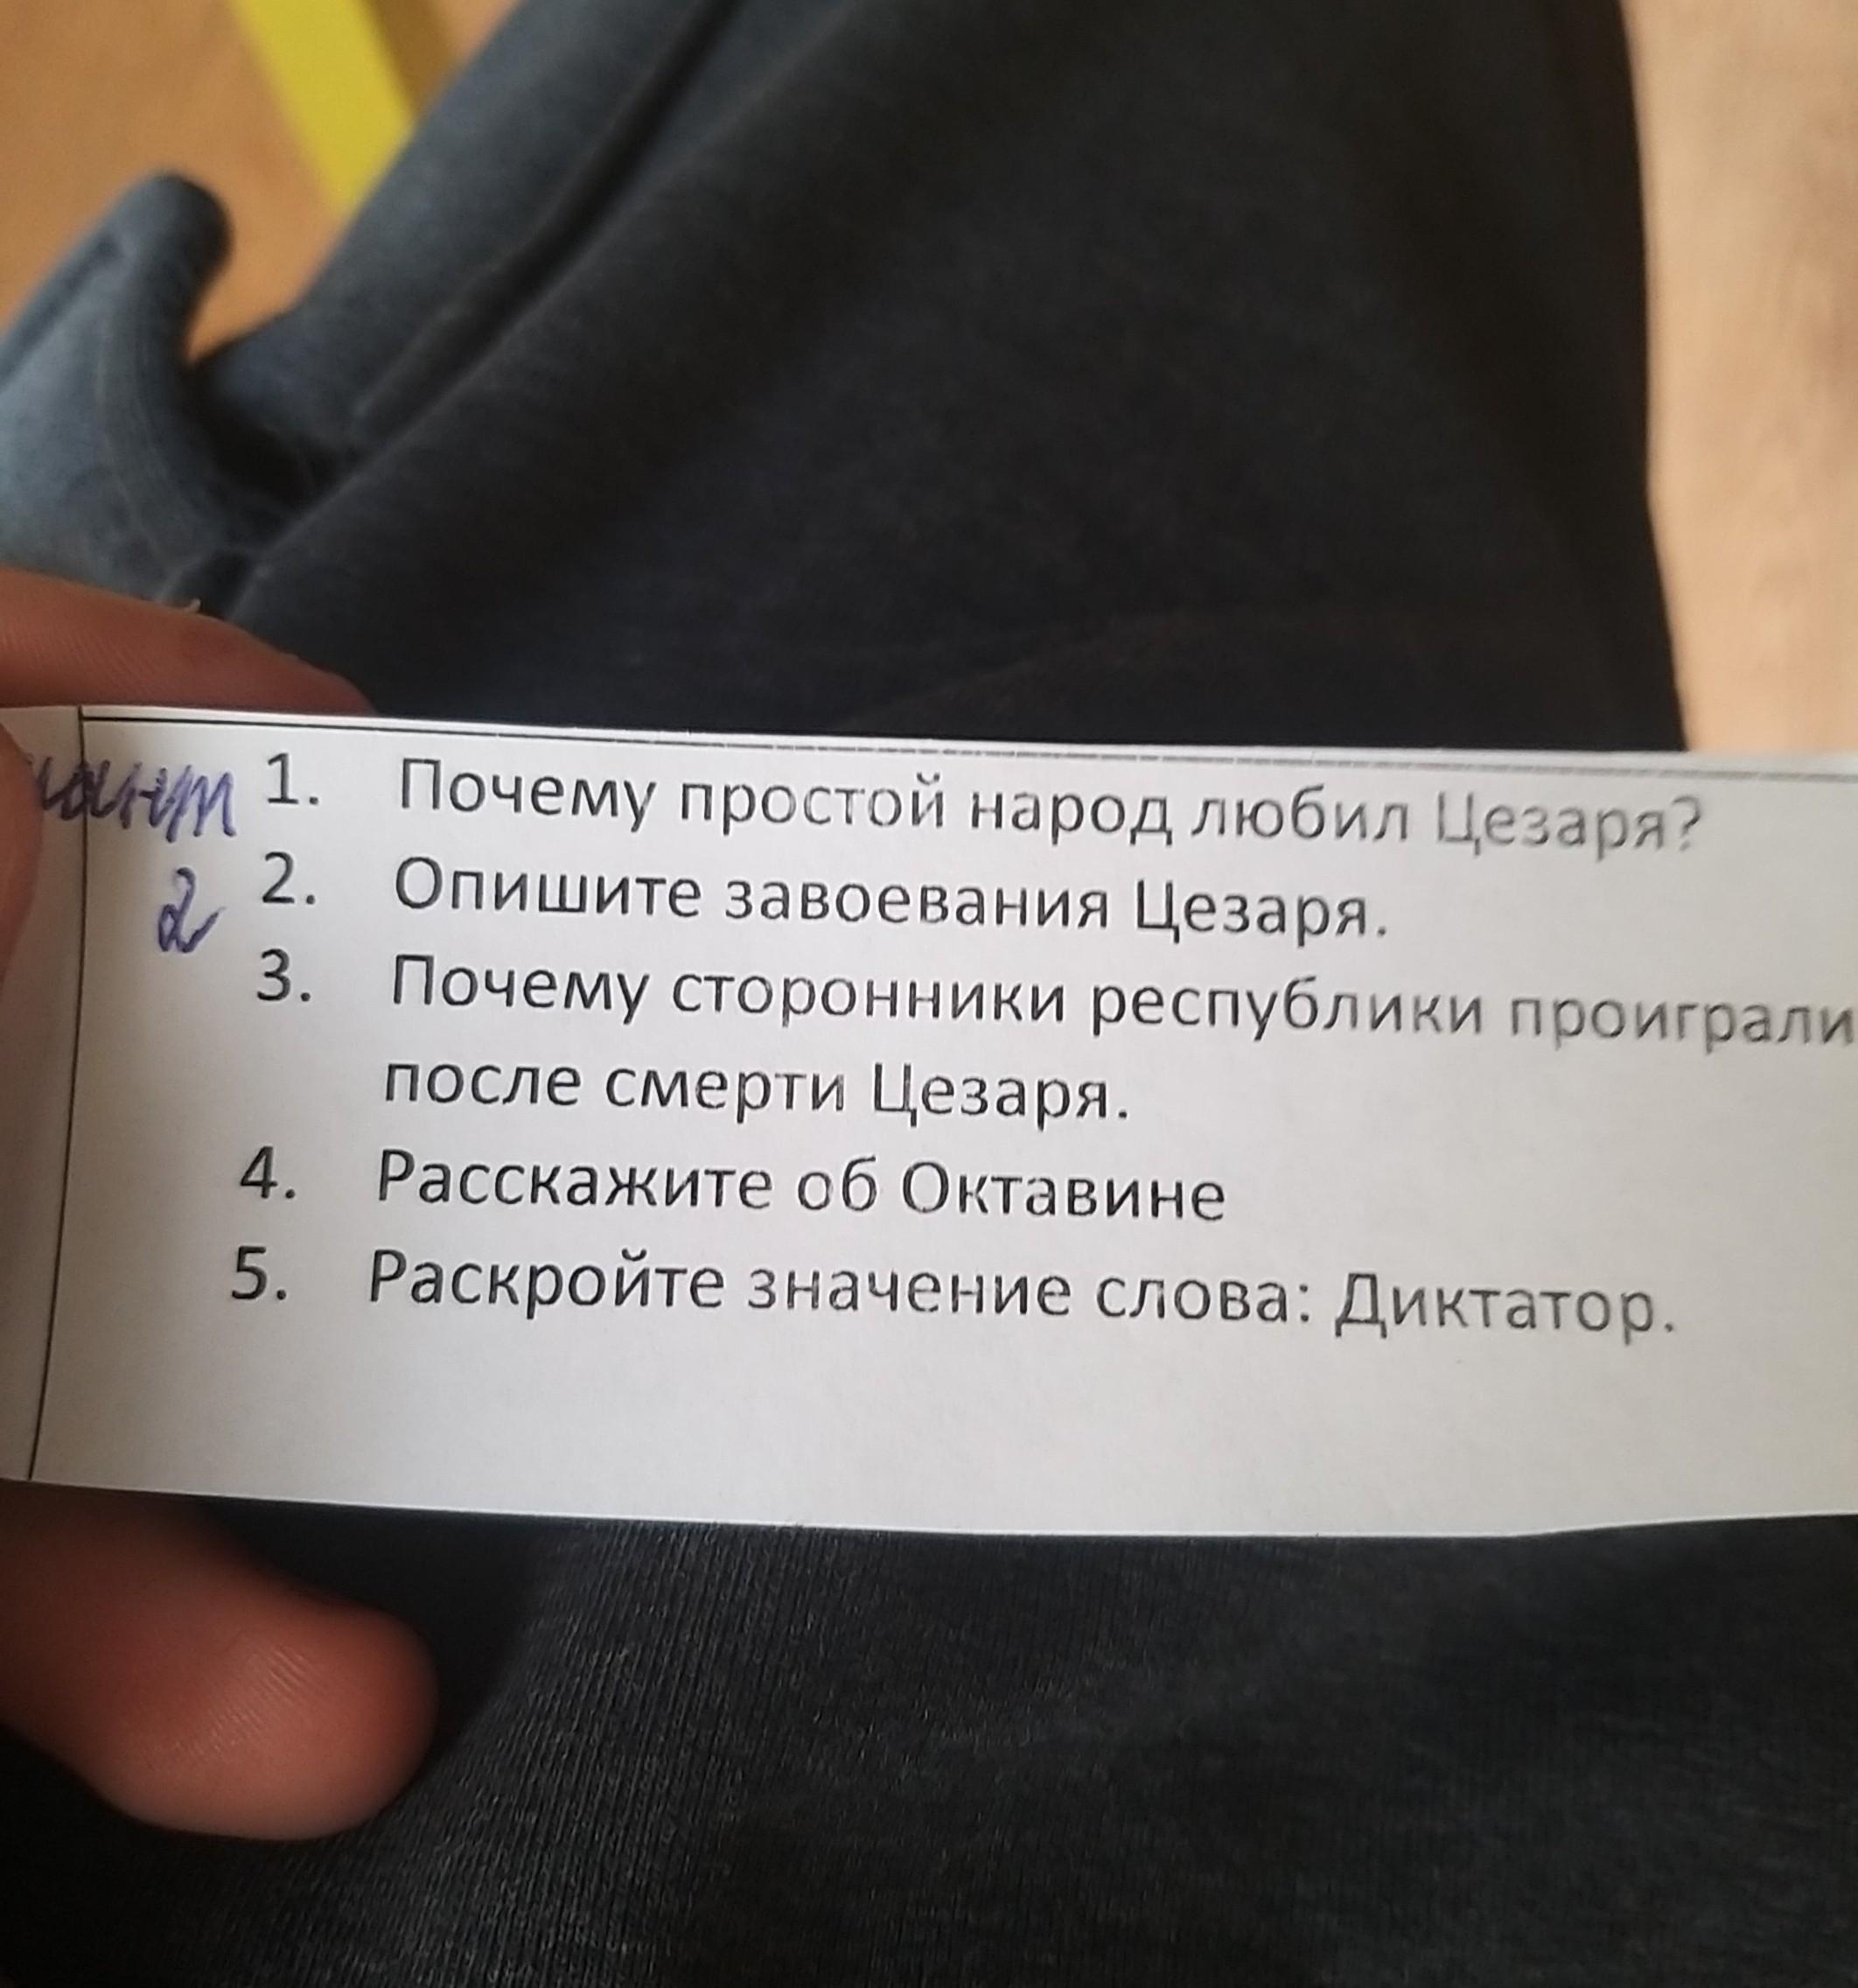 1. Почему простой народ любил Цезаря?
2
2. Опишите завоевания Цезаря.
3. Почему сторонники республики проиграли
после смерти Цезаря.
4. Расскажите об Октавине
5. Раскройте значение слова: Диктатор.